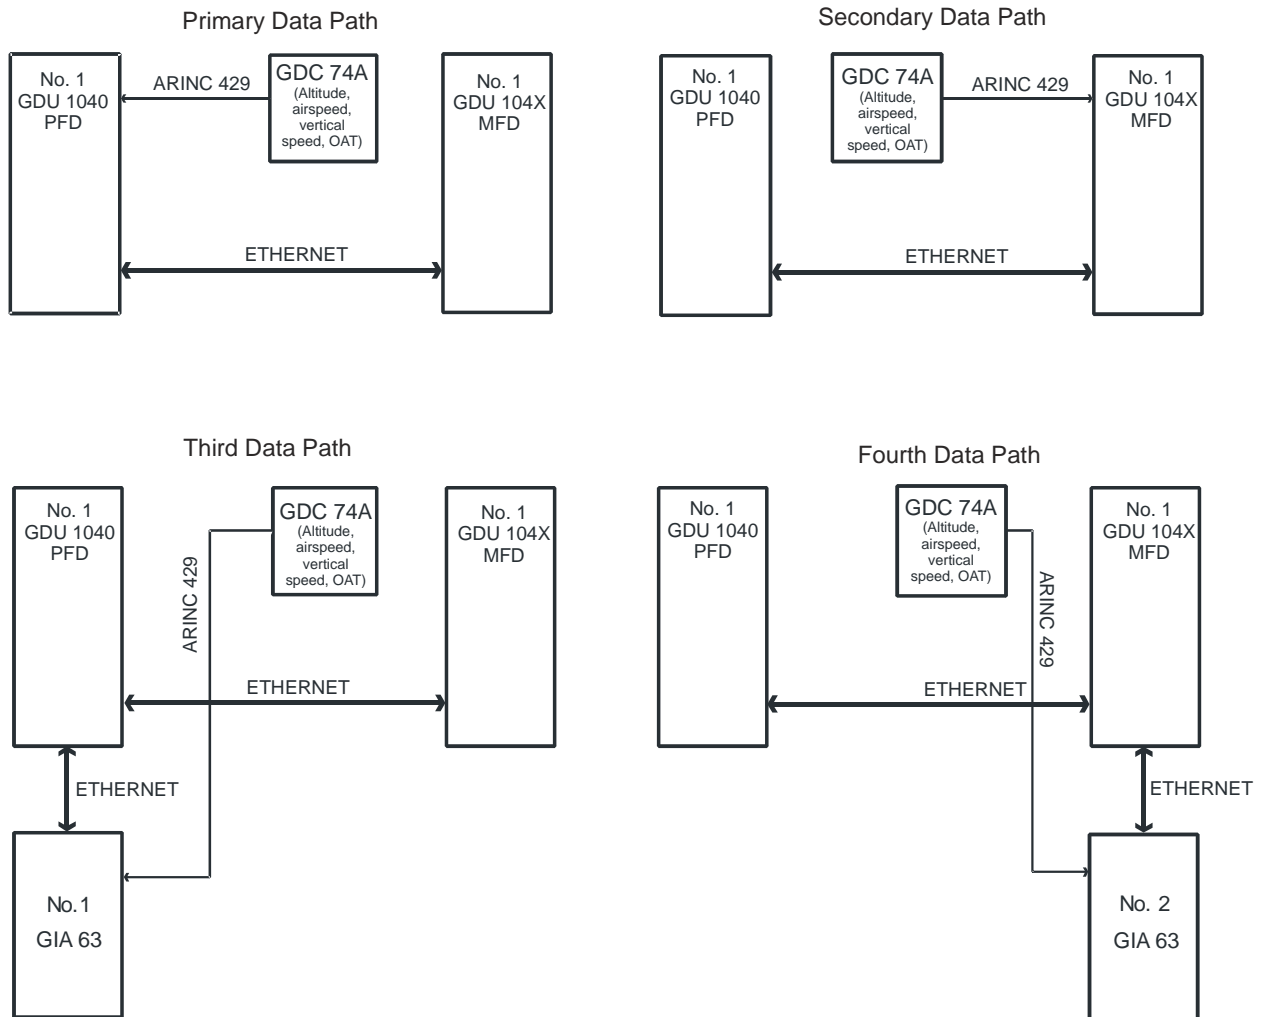 Primary Data Path
No. 1
GDU 1040
PFD
ARINC 429
GDC 74A
(Altitude,
airspeed,
vertical
speed, OAT)
No. 1
GDU 104X
MFD
ETHERNET
Secondary Data Path
No. 1
GDU 1040
PFD
GDC 74A
(Altitude,
airspeed,
vertical
speed, OAT)
ARINC 429
No. 1
GDU 104X
MFD
ETHERNET
Third Data Path
No. 1
GDU 1040
PFD
ARINC 429
GDC 74A
(Altitude,
airspeed,
vertical
speed, OAT)
No. 1
GDU 104X
MFD
ETHERNET
ETHERNET
No.1
GIA 63
Fourth Data Path
No. 1
GDU 1040
PFD
GDC 74A
(Altitude,
airspeed,
vertical
speed, OAT)
ARINC 429
No. 1
GDU 104X
MFD
ETHERNET
ETHERNET
No. 2
GIA 63